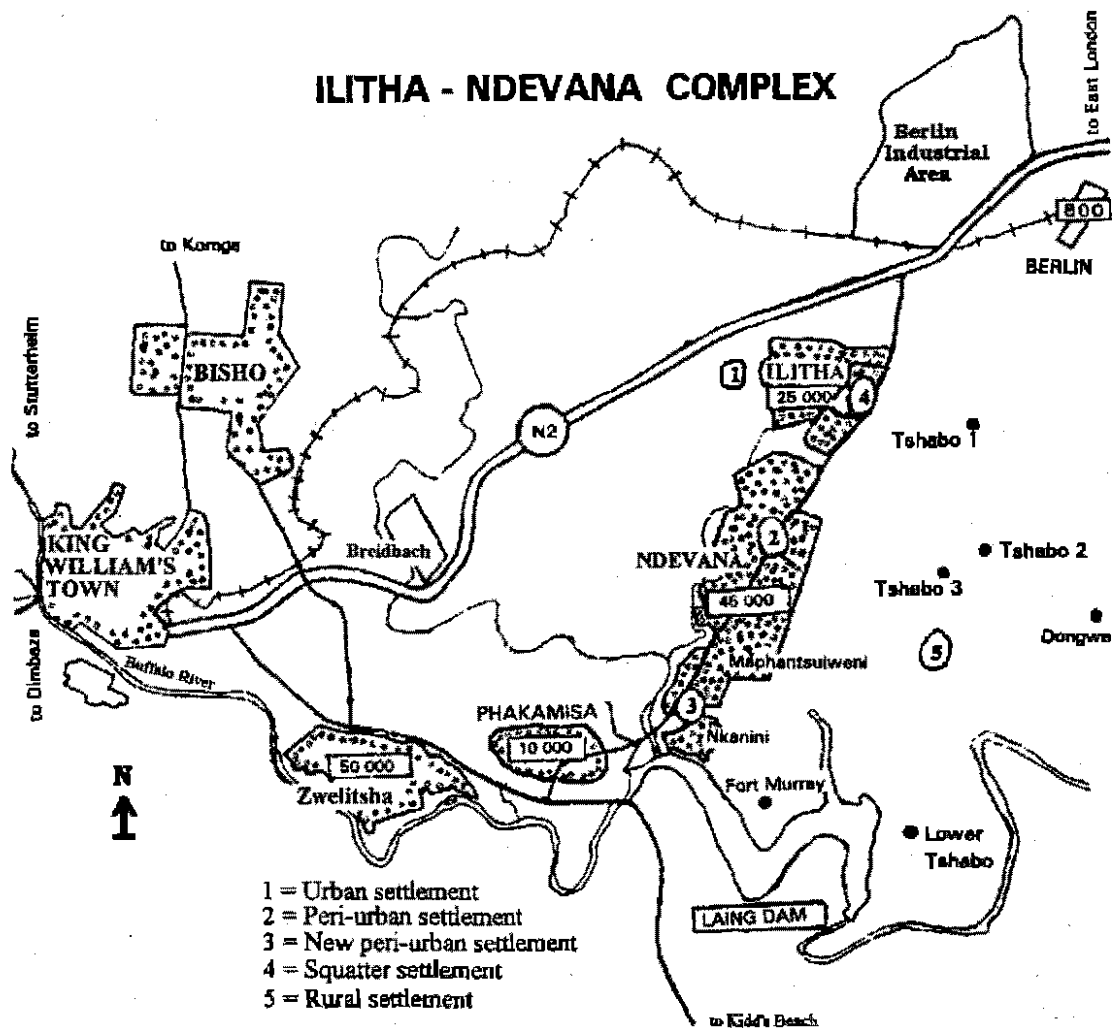 ILITHA - NDEVANA COMPLEX
to East London
Berlin
Industrial
Area
800
BERLIN
to Komga
to Stutterheim
BISHO
1
ILITHA
25 000
4
N2
Tshabo 1
KING
WILLIAM'S
TOWN
Breidbach
2
NDEVANA
Tshabo 2
Tshabo 3
46 000
Dongwe
5
to Dimbaza
Buffalo River
Maphantsulweni
3
PHAKAMISA
10 000
Nkanini
N
50 000
Zwelitsha
Fort Murray
Lower
Tshabo
LAING DAM
1 = Urban settlement
2 = Peri-urban settlement
3 = New peri-urban settlement
4 = Squatter settlement
5 = Rural settlement
to Kidd's Beach